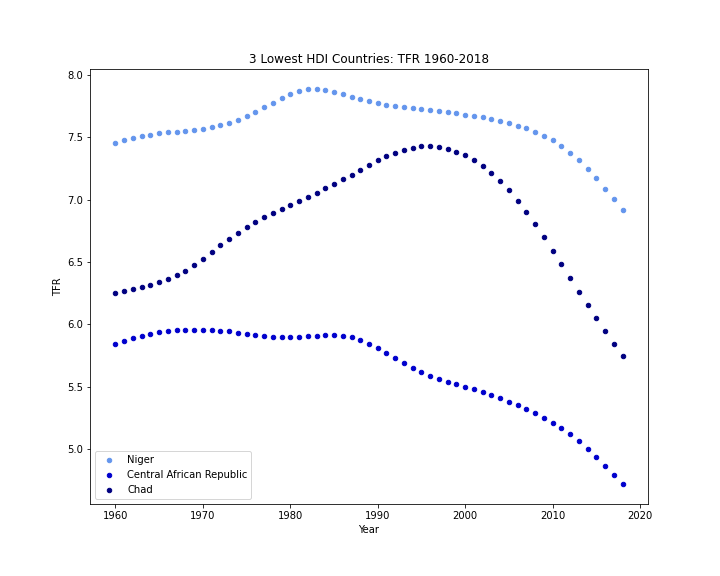 3 Lowest HDI Countries: TFR 1960-2018
8.0
7.5
7.0
6.5
6.0
5.5
5.0
TFR
Niger
Central African Republic
Chad
1960 1970 1980 1990 2000 2010 2020
Year